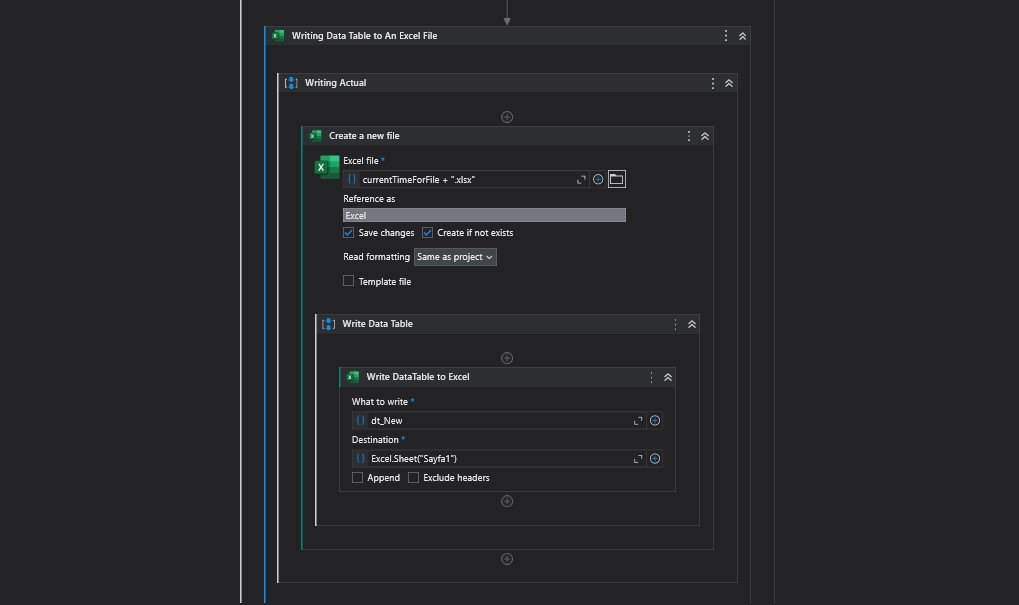 Writing Data Table to An Excel File
Writing Actual
Create a new file
Excel file *
currentTimeForFile + ".xlsx"
Reference as
Excel
Save changes Create if not exists
Read formatting Same as project
Template file
Write Data Table
Write DataTable to Excel
What to write *
dt_New
Destination *
Excel.Sheet("Sayfa1")
Append Exclude headers